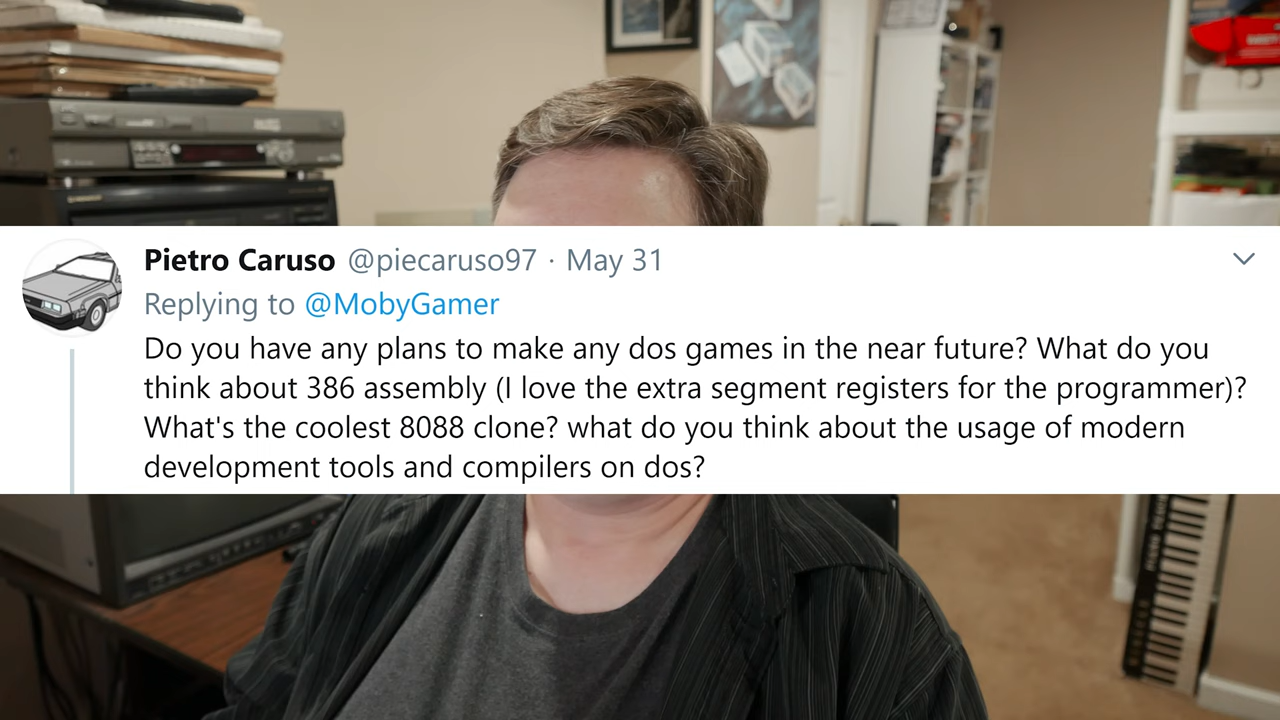 Pietro Caruso @piecaruso97 · May 31
Replying to @MobyGamer
Do you have any plans to make any dos games in the near future? What do you
think about 386 assembly (I love the extra segment registers for the programmer)?
What's the coolest 8088 clone? what do you think about the usage of modern
development tools and compilers on dos?